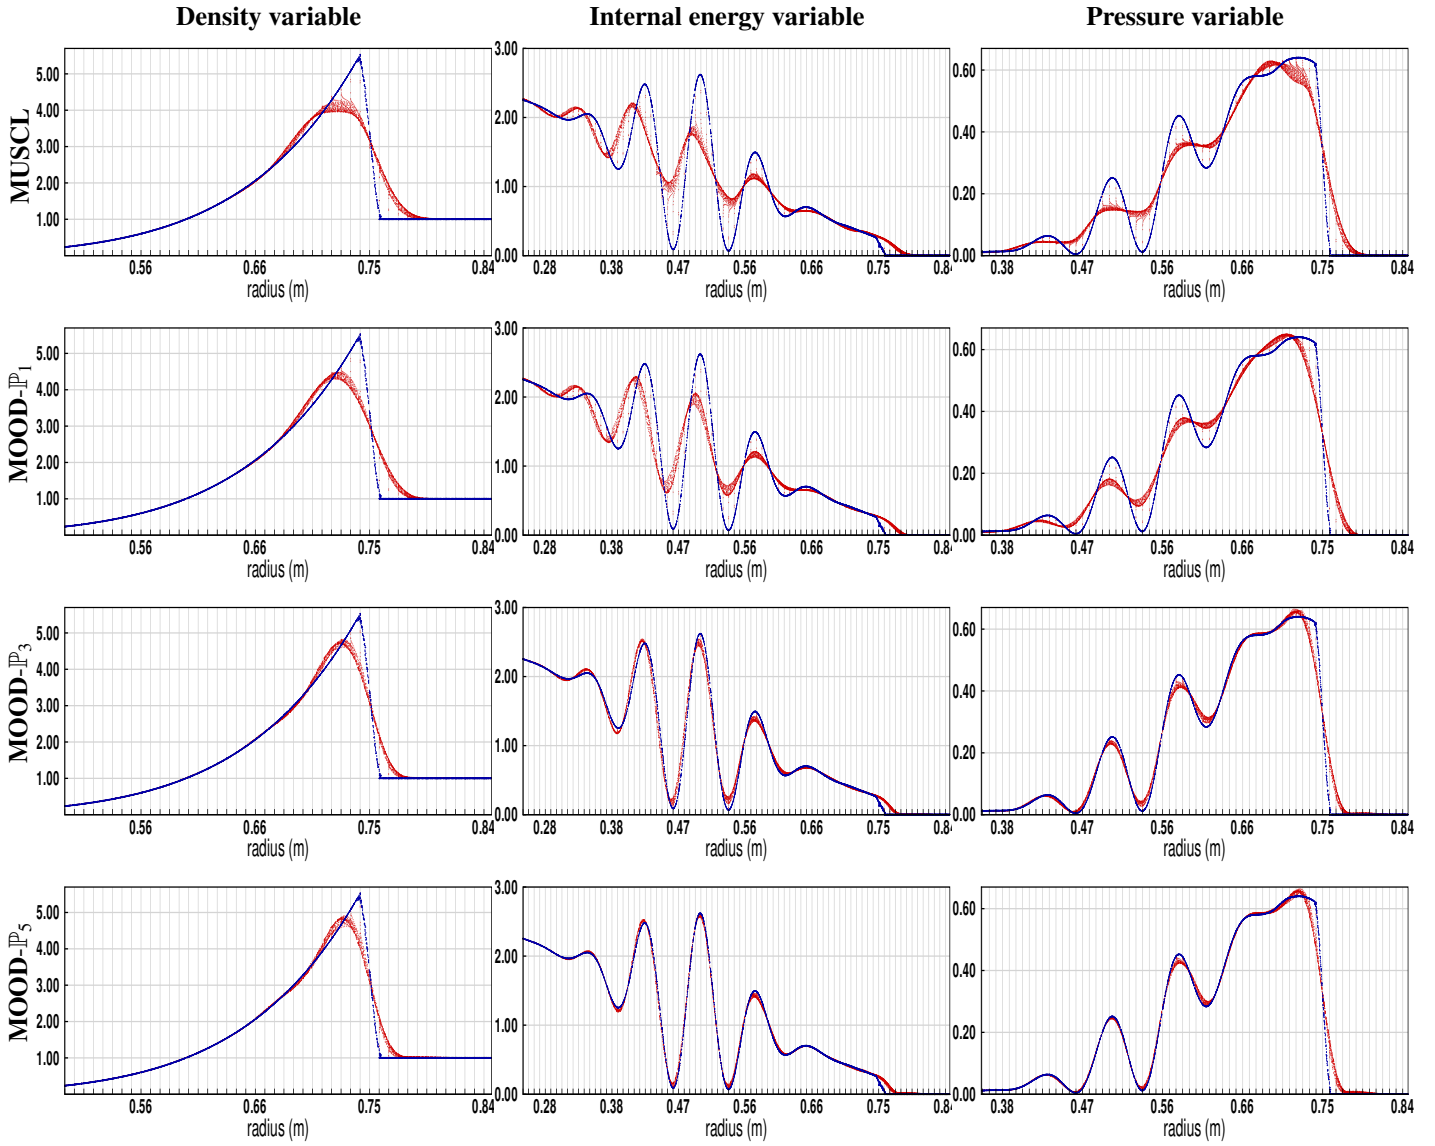 Density variable Internal energy variable Pressure variable
MUSCL
5.00 4.00 3.00 2.00 1.00
0.56 0.66 0.75 0.84
radius (m)
3.00 2.00 1.00 0.00
0.28 0.38 0.47 0.56 0.66 0.75 0.84
radius (m)
0.60 0.40 0.20 0.00
0.38 0.47 0.56 0.66 0.75 0.84
radius (m)
MOOD-ℙ1
5.00 4.00 3.00 2.00 1.00
0.56 0.66 0.75 0.84
radius (m)
3.00 2.00 1.00 0.00
0.28 0.38 0.47 0.56 0.66 0.75 0.84
radius (m)
0.60 0.40 0.20 0.00
0.38 0.47 0.56 0.66 0.75 0.84
radius (m)
MOOD-ℙ3
5.00 4.00 3.00 2.00 1.00
0.56 0.66 0.75 0.84
radius (m)
3.00 2.00 1.00 0.00
0.28 0.38 0.47 0.56 0.66 0.75 0.84
radius (m)
0.60 0.40 0.20 0.00
0.38 0.47 0.56 0.66 0.75 0.84
radius (m)
MOOD-ℙ5
5.00 4.00 3.00 2.00 1.00
0.56 0.66 0.75 0.84
radius (m)
3.00 2.00 1.00 0.00
0.28 0.38 0.47 0.56 0.66 0.75 0.84
radius (m)
0.60 0.40 0.20 0.00
0.38 0.47 0.56 0.66 0.75 0.84
radius (m)